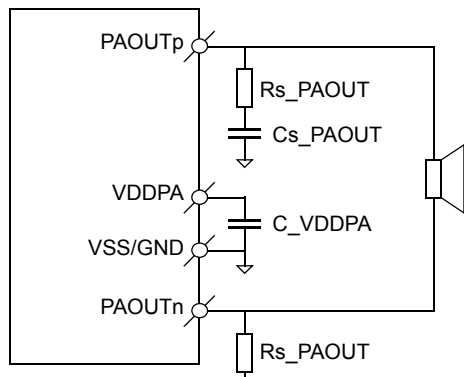 PAOUTp
Rs_PAOUT
Cs_PAOUT
VDDPA
C_VDDPA
VSS/GND
PAOUTn
Rs_PAOUT